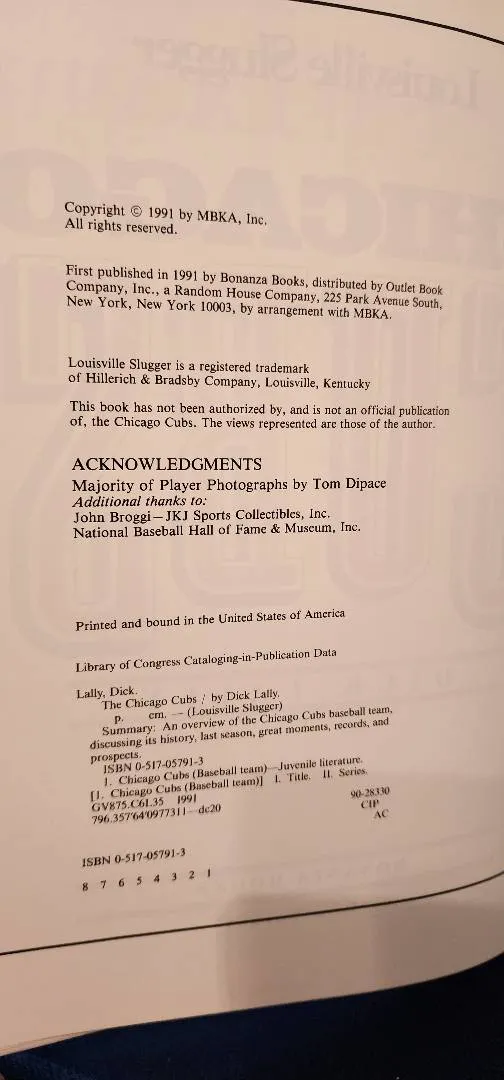 Louisville Slugger
CHICAGO
Copyright © 1991 by MBKA, Inc.
All rights reserved.
First published in 1991 by Bonanza Books, distributed by Outlet Book
Company, Inc., a Random House Company, 225 Park Avenue South,
New York, New York 10003, by arrangement with MBKA.
Louisville Slugger is a registered trademark
of Hillerich & Bradsby Company, Louisville, Kentucky
This book has not been authorized by, and is not an official publication
of, the Chicago Cubs. The views represented are those of the author.
ACKNOWLEDGMENTS
Majority of Player Photographs by Tom Dipace
Additional thanks to:
John Broggi—JKJ Sports Collectibles, Inc.
National Baseball Hall of Fame & Museum, Inc.
Printed and bound in the United States of America
Library of Congress Cataloging-in-Publication Data
Lally, Dick.
The Chicago Cubs / by Dick Lally.
p. cm. — (Louisville Slugger)
Summary: An overview of the Chicago Cubs baseball team,
discussing its history, last season, great moments, records, and
prospects.
ISBN 0-517-05791-3
1. Chicago Cubs (Baseball team)—Juvenile literature.
[1. Chicago Cubs (Baseball team)] I. Title. II. Series.
GV875.C6L35 1991
796.357'64'0977311—dc20
90-28330
CIP
AC
ISBN 0-517-05791-3
8 7 6 5 4 3 2 1